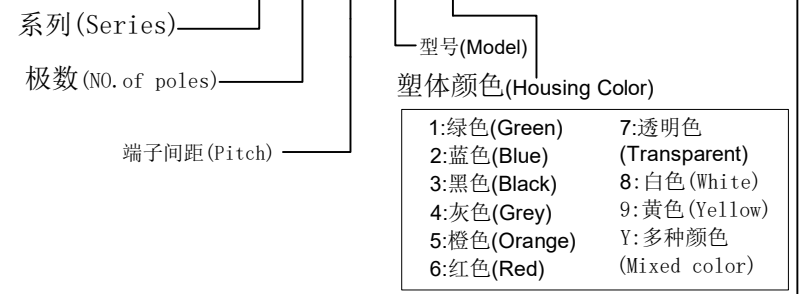 系列(Series)
型号(Model)
极数(NO.of poles)
塑体颜色(Housing Color)
端子间距(Pitch)
1:绿色(Green)
2:蓝色(Blue)
3:黑色(Black)
4:灰色(Grey)
5:橙色(Orange)
6:红色(Red)
7:透明色
(Transparent)
8:白色(White)
9:黄色(Yellow)
Y:多种颜色
(Mixed color)